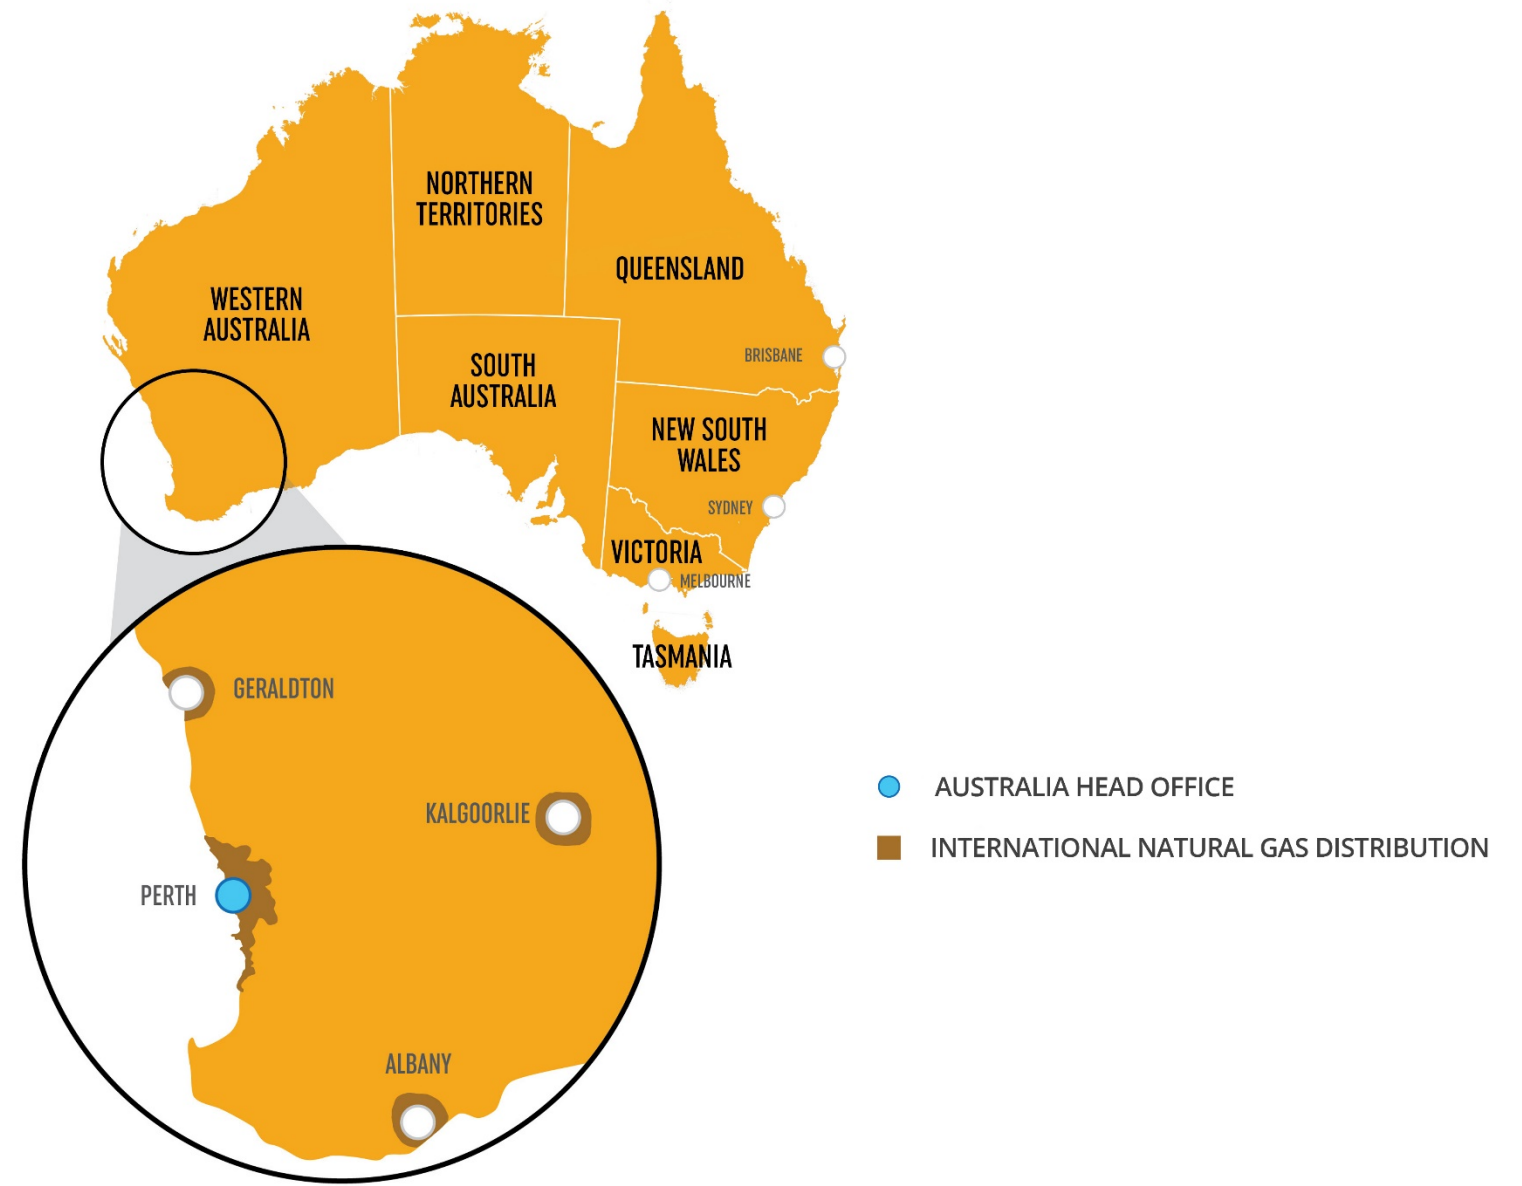 NORTHERN
TERRITORIES
QUEENSLAND
WESTERN
AUSTRALIA
BRISBANE
SOUTH
AUSTRALIA
NEW SOUTH
WALES
SYDNEY
VICTORIA
MELBOURNE
TASMANIA
GERALDTON
KALGOORLIE
PERTH
ALBANY
AUSTRALIA HEAD OFFICE
INTERNATIONAL NATURAL GAS DISTRIBUTION